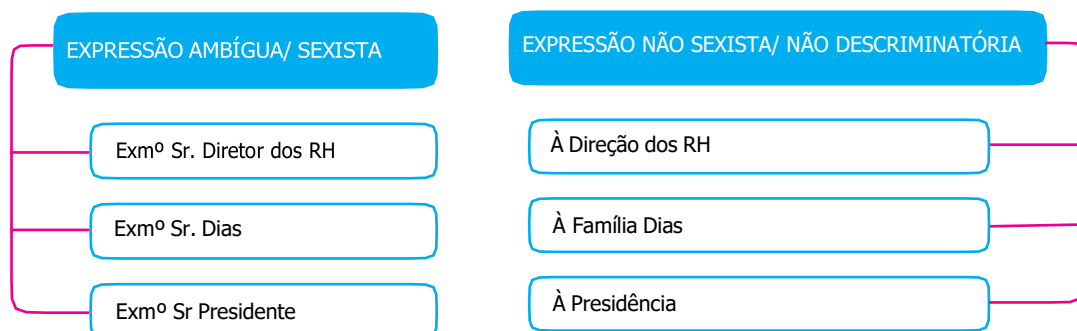 EXPRESSÃO AMBÍGUA/ SEXISTA
Exmº Sr. Diretor dos RH
Exmº Sr. Dias
Exmº Sr Presidente
EXPRESSÃO NÃO SEXISTA/ NÃO DESCRIMINATÓRIA
À Direção dos RH
À Família Dias
À Presidência